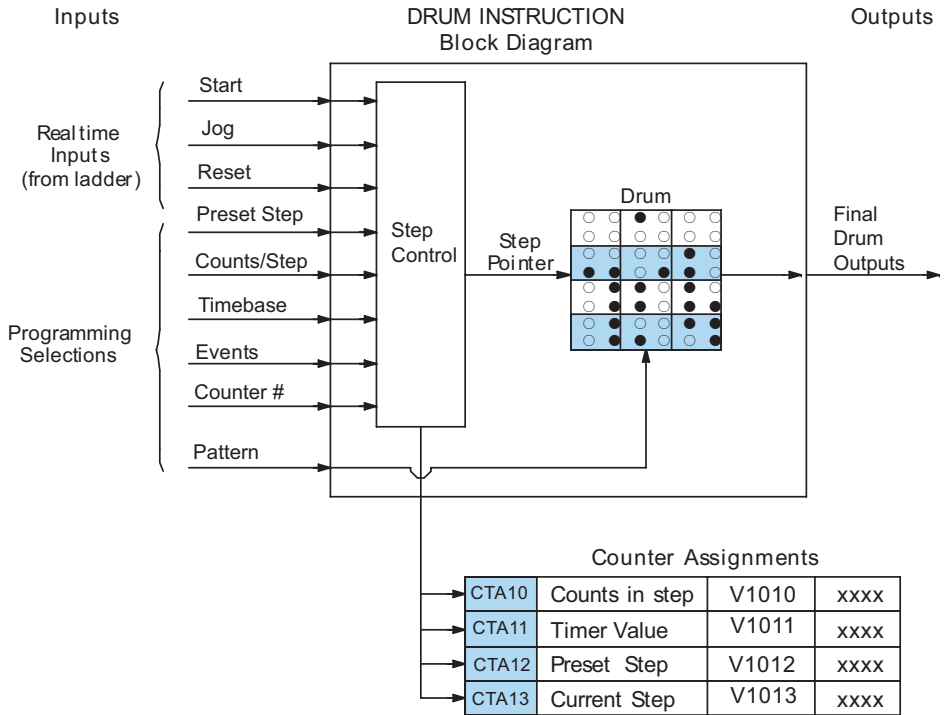 Inputs
DRUM INSTRUCTION
Block Diagram
Outputs
Start
Jog
Reset
Realtime
Inputs
(from ladder)
Preset Step
Counts/Step
Timebase
Events
Counter #
Pattern
Programming
Selections
Step
Control
Step
Pointer
Drum
Final
Drum
Outputs
Counter Assignments
CTA10 Counts in step V1010 xxxx
CTA11 Timer Value V1011 xxxx
CTA12 Preset Step V1012 xxxx
CTA13 Current Step V1013 xxxx